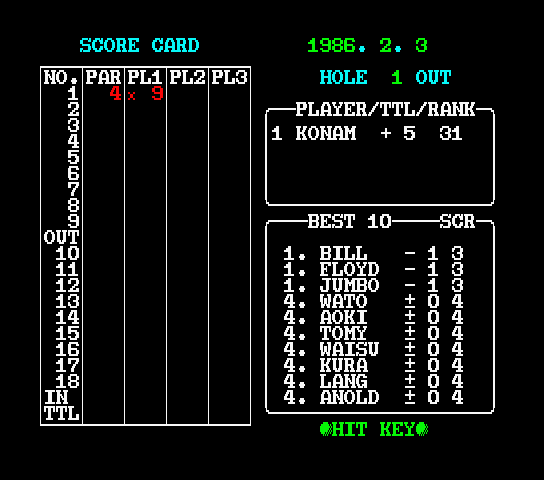 SCORE CARD
1986. 2. 3
HOLE 1 OUT
NO. PAR PL1 PL2 PL3
1 4 × 9
2
3
4
5
6
7
8
9
OUT
10
11
12
13
14
15
16
17
18
IN
TTL
PLAYER/TTL/RANK
1 KONAM + 5 31
BEST 10 SCR
1. BILL - 1 3
1. FLOYD - 1 3
1. JUMBO - 1 3
4. WATO ± 0 4
4. AOKI ± 0 4
4. TOMY ± 0 4
4. WAISU ± 0 4
4. KURA ± 0 4
4. LANG ± 0 4
4. ANOLD ± 0 4
HIT KEY